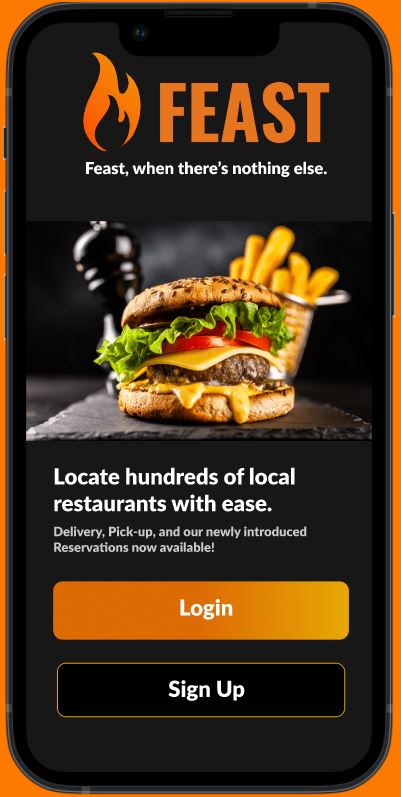 FEAST
Feast, when there's nothing else.
Locate hundreds of local
restaurants with ease.
Delivery, Pick-up, and our newly introduced
Reservations now available!
Login
Sign Up